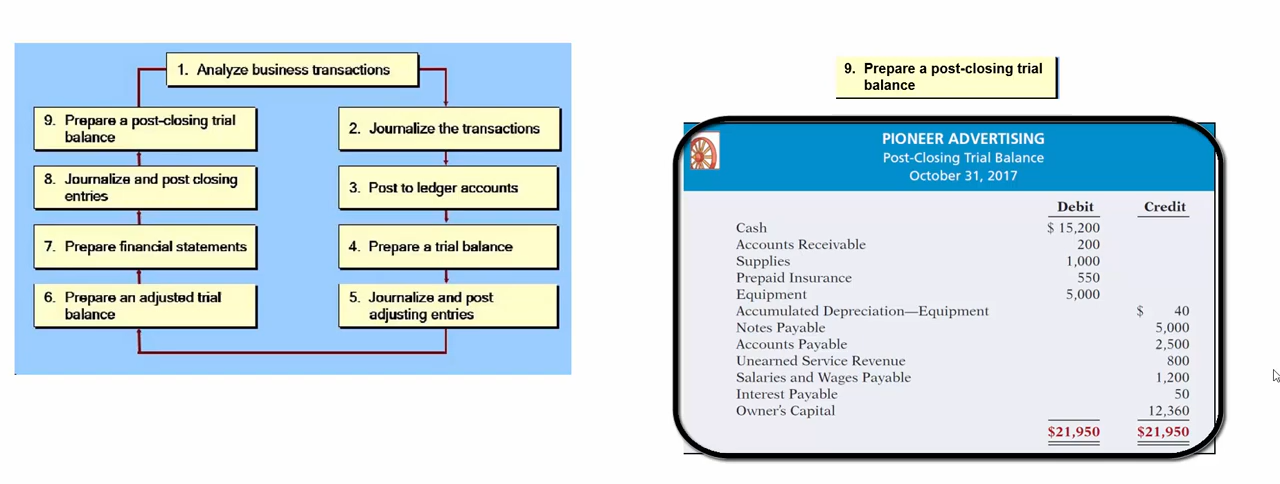 1. Analyze business transactions
9. Prepare a post-closing trial
balance
2. Journalize the transactions
8. Journalize and post closing
entries
3. Post to ledger accounts
7. Prepare financial statements
4. Prepare a trial balance
6. Prepare an adjusted trial
balance
5. Journalize and post
adjusting entries
9. Prepare a post-closing trial
balance
PIONEER ADVERTISING
Post-Closing Trial Balance
October 31, 2017
Debit Credit
Cash $ 15,200
Accounts Receivable 200
Supplies 1,000
Prepaid Insurance 550
Equipment 5,000
Accumulated Depreciation—Equipment $ 40
Notes Payable 5,000
Accounts Payable 2,500
Unearned Service Revenue 800
Salaries and Wages Payable 1,200
Interest Payable 50
Owner's Capital 12,360
$21,950 $21,950